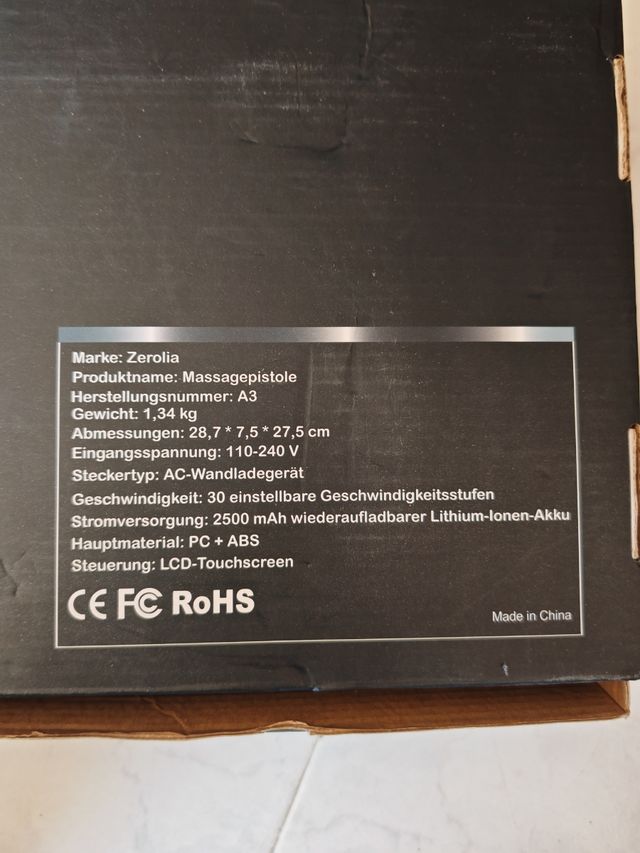 Marke: Zerolia
Produktname: Massagepistole
Herstellungsnummer: A3
Gewicht: 1,34 kg
Abmessungen: 28,7 * 7,5 * 27,5 cm
Eingangsspannung: 110-240 V
Steckertyp: AC-Wandladegerät
Geschwindigkeit: 30 einstellbare Geschwindigkeitsstufen
Stromversorgung: 2500 mAh wiederaufladbarer Lithium-Ionen-Akku
Hauptmaterial: PC + ABS
Steuerung: LCD-Touchscreen
CE FC RoHS
Made in China